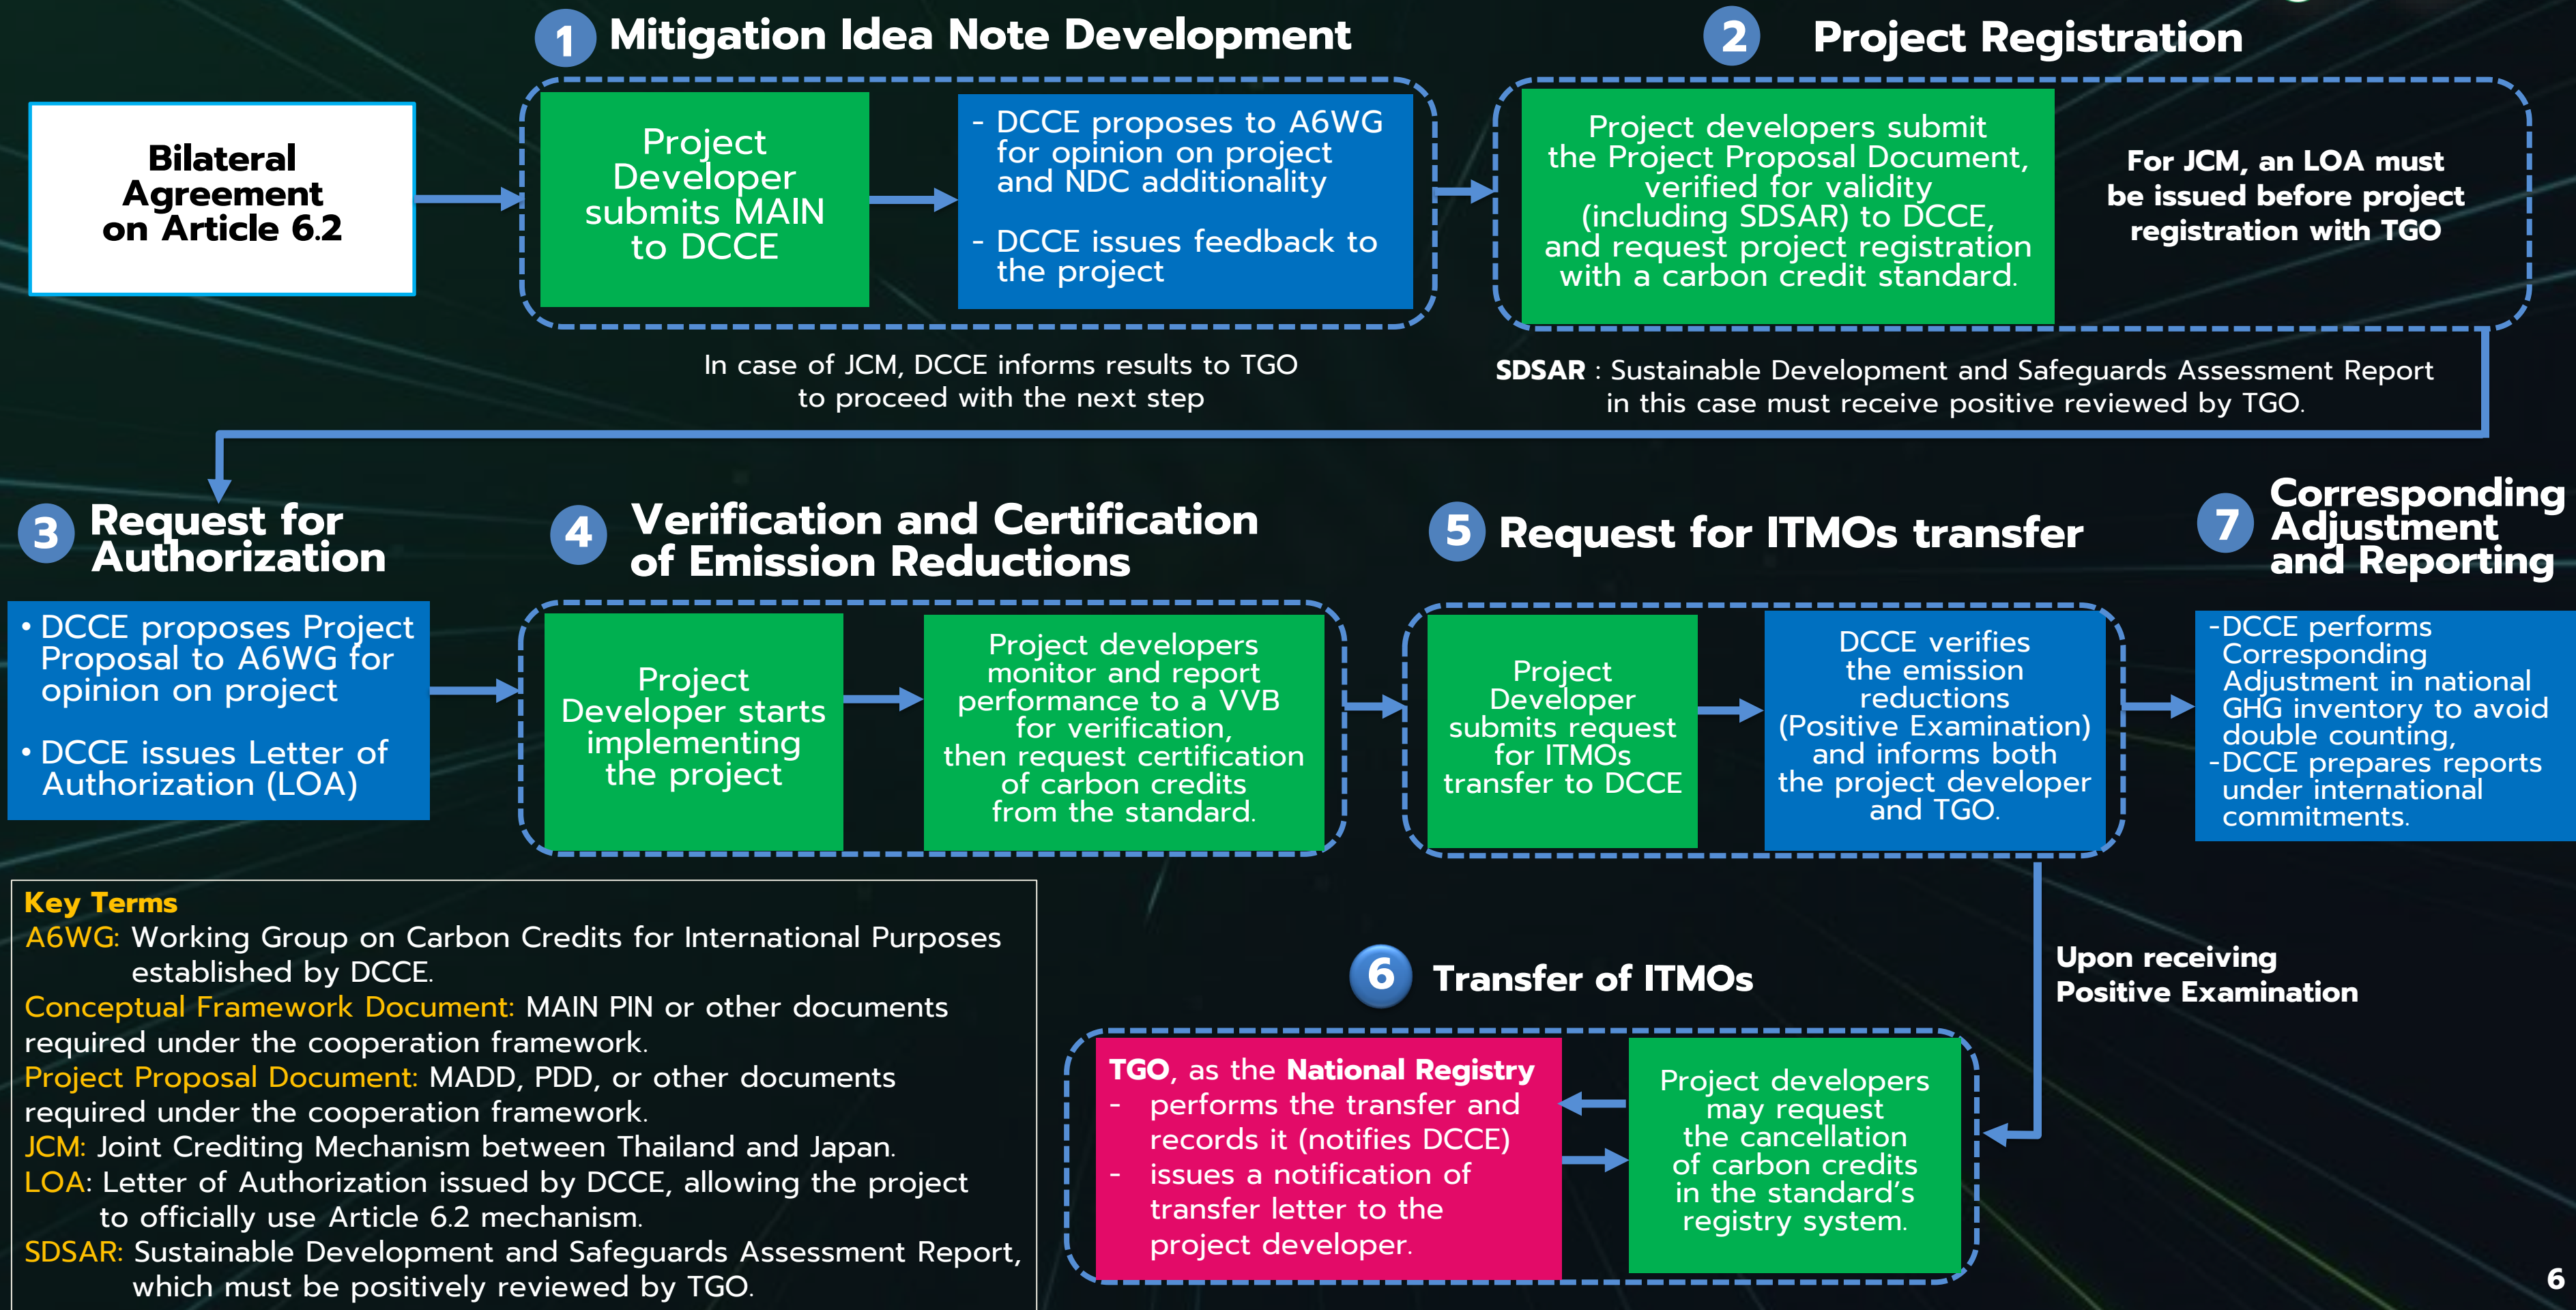 1 Mitigation Idea Note Development
2 Project Registration
Bilateral
Agreement
on Article 6.2
Project
Developer
submits MAIN
to DCCE
- DCCE proposes to A6WG
for opinion on project
and NDC additionality
- DCCE issues feedback to
the project
Project developers submit
the Project Proposal Document,
verified for validity
(including SDSAR) to DCCE,
and request project registration
with a carbon credit standard.
For JCM, an LOA must
be issued before project
registration with TGO
In case of JCM, DCCE informs results to TGO
to proceed with the next step
SDSAR : Sustainable Development and Safeguards Assessment Report
in this case must receive positive reviewed by TGO.
3 Request for
Authorization
• DCCE proposes Project
Proposal to A6WG for
opinion on project
• DCCE issues Letter of
Authorization (LOA)
4 Verification and Certification
of Emission Reductions
Project
Developer starts
implementing
the project
Project developers
monitor and report
performance to a VVB
for verification,
then request certification
of carbon credits
from the standard.
5 Request for ITMOs transfer
Project
Developer
submits request
for ITMOs
transfer to DCCE
DCCE verifies
the emission
reductions
(Positive Examination)
and informs both
the project developer
and TGO.
7 Corresponding
Adjustment
and Reporting
-DCCE performs
Corresponding
Adjustment in national
GHG inventory to avoid
double counting,
-DCCE prepares reports
under international
commitments.
Key Terms
A6WG: Working Group on Carbon Credits for International Purposes
established by DCCE.
Conceptual Framework Document: MAIN PIN or other documents
required under the cooperation framework.
Project Proposal Document: MADD, PDD, or other documents
required under the cooperation framework.
JCM: Joint Crediting Mechanism between Thailand and Japan.
LOA: Letter of Authorization issued by DCCE, allowing the project
to officially use Article 6.2 mechanism.
SDSAR: Sustainable Development and Safeguards Assessment Report,
which must be positively reviewed by TGO.
6 Transfer of ITMOs
Upon receiving
Positive Examination
TGO, as the National Registry
- performs the transfer and
records it (notifies DCCE)
- issues a notification of
transfer letter to the
project developer.
Project developers
may request
the cancellation
of carbon credits
in the standard's
registry system.
6